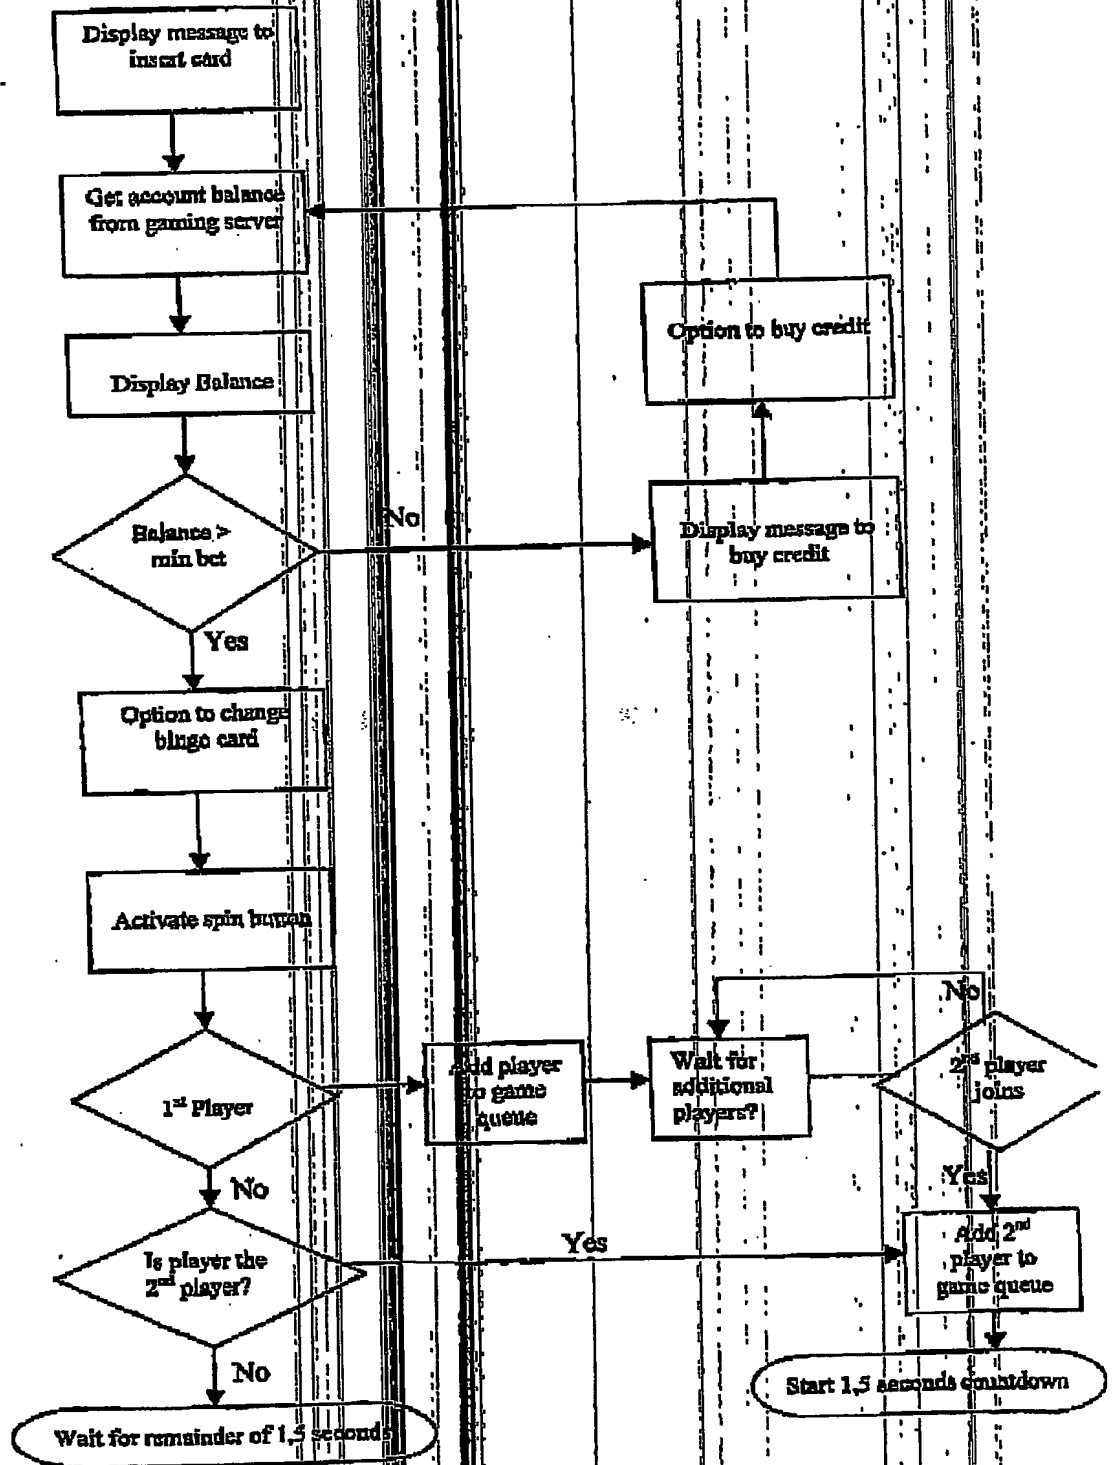 Display message to
insert card
Get account balance
from gaming server
Display Balance
Balance >
min bet
No
Yes
Option to buy credit
Display message to
buy credit
Option to change
bingo card
Activate spin button
1st Player
No
Add player
to game
queue
Wait for
additional
players?
No
2nd player
joins
Yes
Is player the
2nd player?
Yes
No
Add 2nd
player to
game queue
Start 1,5 seconds countdown
Wait for remainder of 1,5 seconds